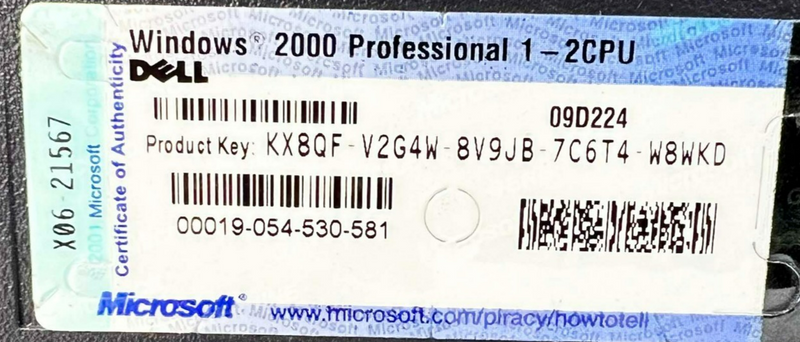 Windows® 2000 Professional 1-2CPU
DELL
09D224
Product Key: KX8QF-V2G4W-8V9JB-7C6T4-W8WKD
00019-054-530-581
X06-21567
©2001 Microsoft Corporation
Certificate of Authenticity
Microsoft®
www.microsoft.com/piracy/howtotell